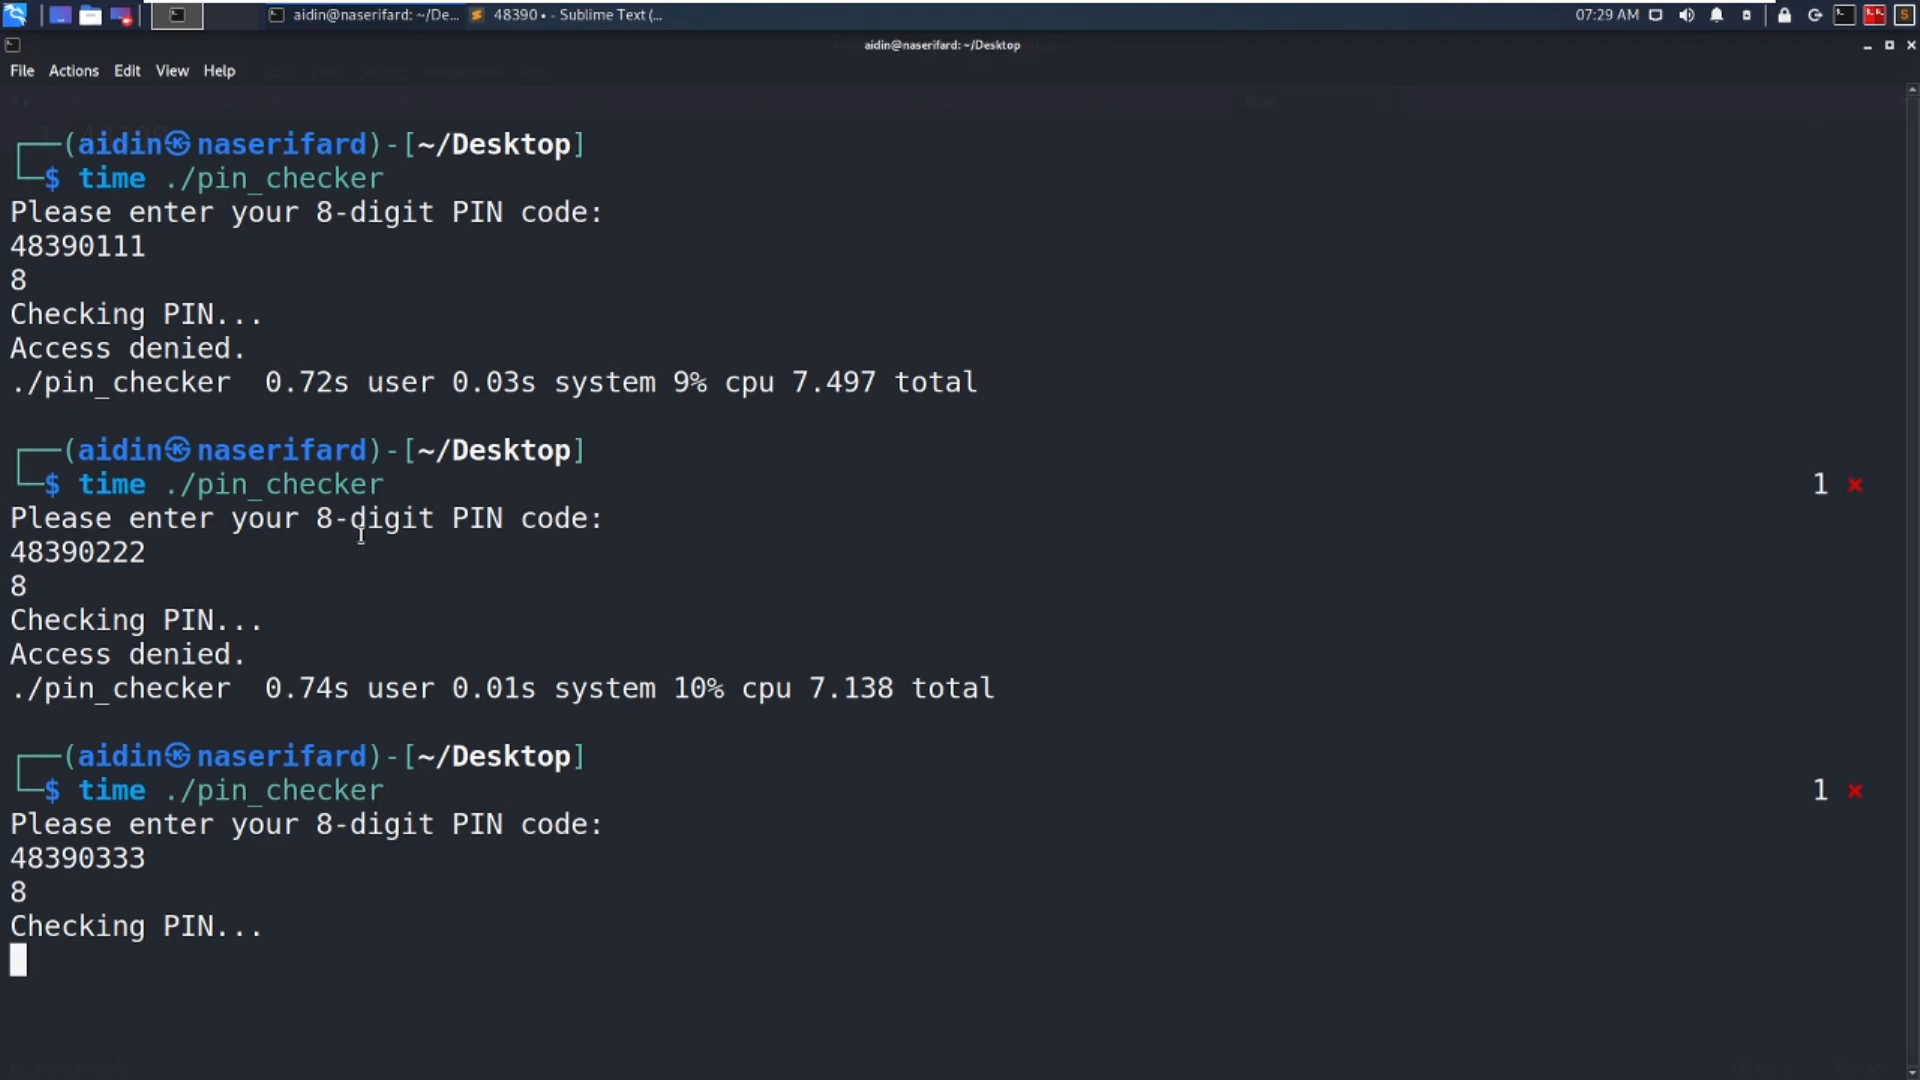 aidin@naserifard: ~/De...
48390 • - Sublime Text (...
07:29 AM
aidin@naserifard: ~/Desktop
File Actions Edit View Help
(aidin㉿naserifard)-[~/Desktop]
$ time ./pin_checker
Please enter your 8-digit PIN code:
48390111
8
Checking PIN...
Access denied.
./pin_checker 0.72s user 0.03s system 9% cpu 7.497 total
(aidin㉿naserifard)-[~/Desktop]
$ time ./pin_checker 1 ×
Please enter your 8-digit PIN code:
48390222
8
Checking PIN...
Access denied.
./pin_checker 0.74s user 0.01s system 10% cpu 7.138 total
(aidin㉿naserifard)-[~/Desktop]
$ time ./pin_checker 1 ×
Please enter your 8-digit PIN code:
48390333
8
Checking PIN...